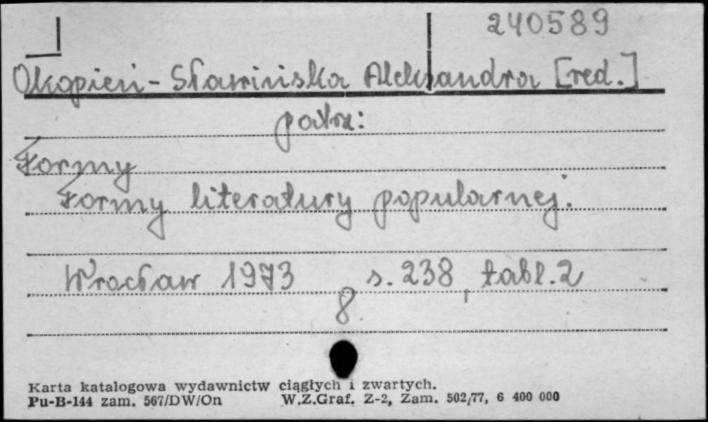 240589
Okopień-Sławińska Aleksandra [red.]
patrz:
Formy
Formy literatury popularnej.
Wrocław 1973 s. 238, tabl. 2
8
Karta katalogowa wydawnictw ciągłych i zwartych.
Pu-B-144 zam. 567/DW/On W.Z.Graf. Z-2, Zam. 502/77, 6 400 000